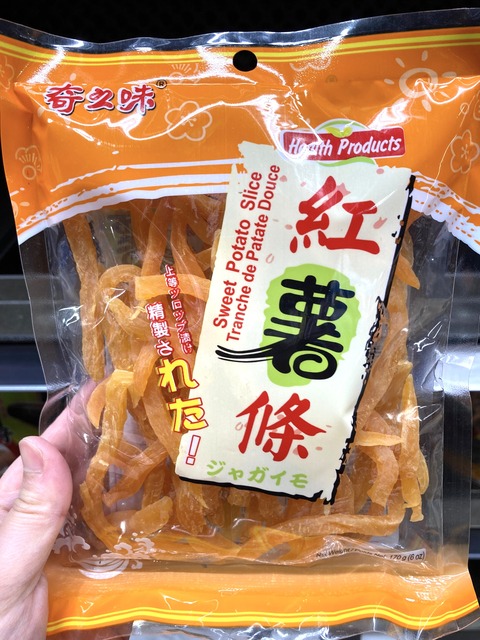 奇之味®
Health Products
Sweet Potato Slice
Tranche de Patate Douce
紅
薯
條
ジャガイモ
上等シロップ漬け
精製された!
170 g (6 oz)